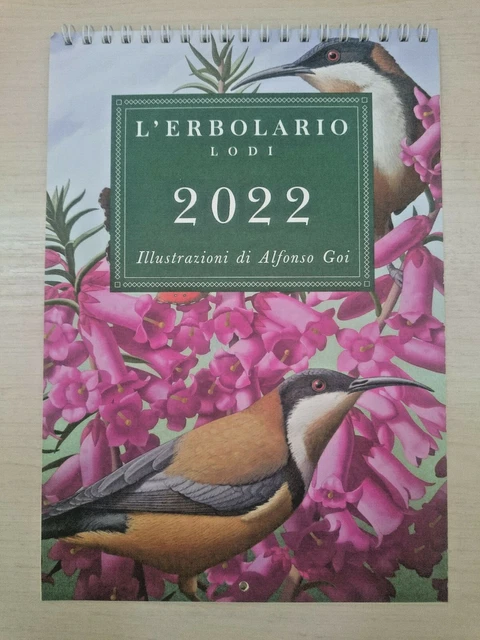 L'ERBOLARIO
LODI
2022
Illustrazioni di Alfonso Goi